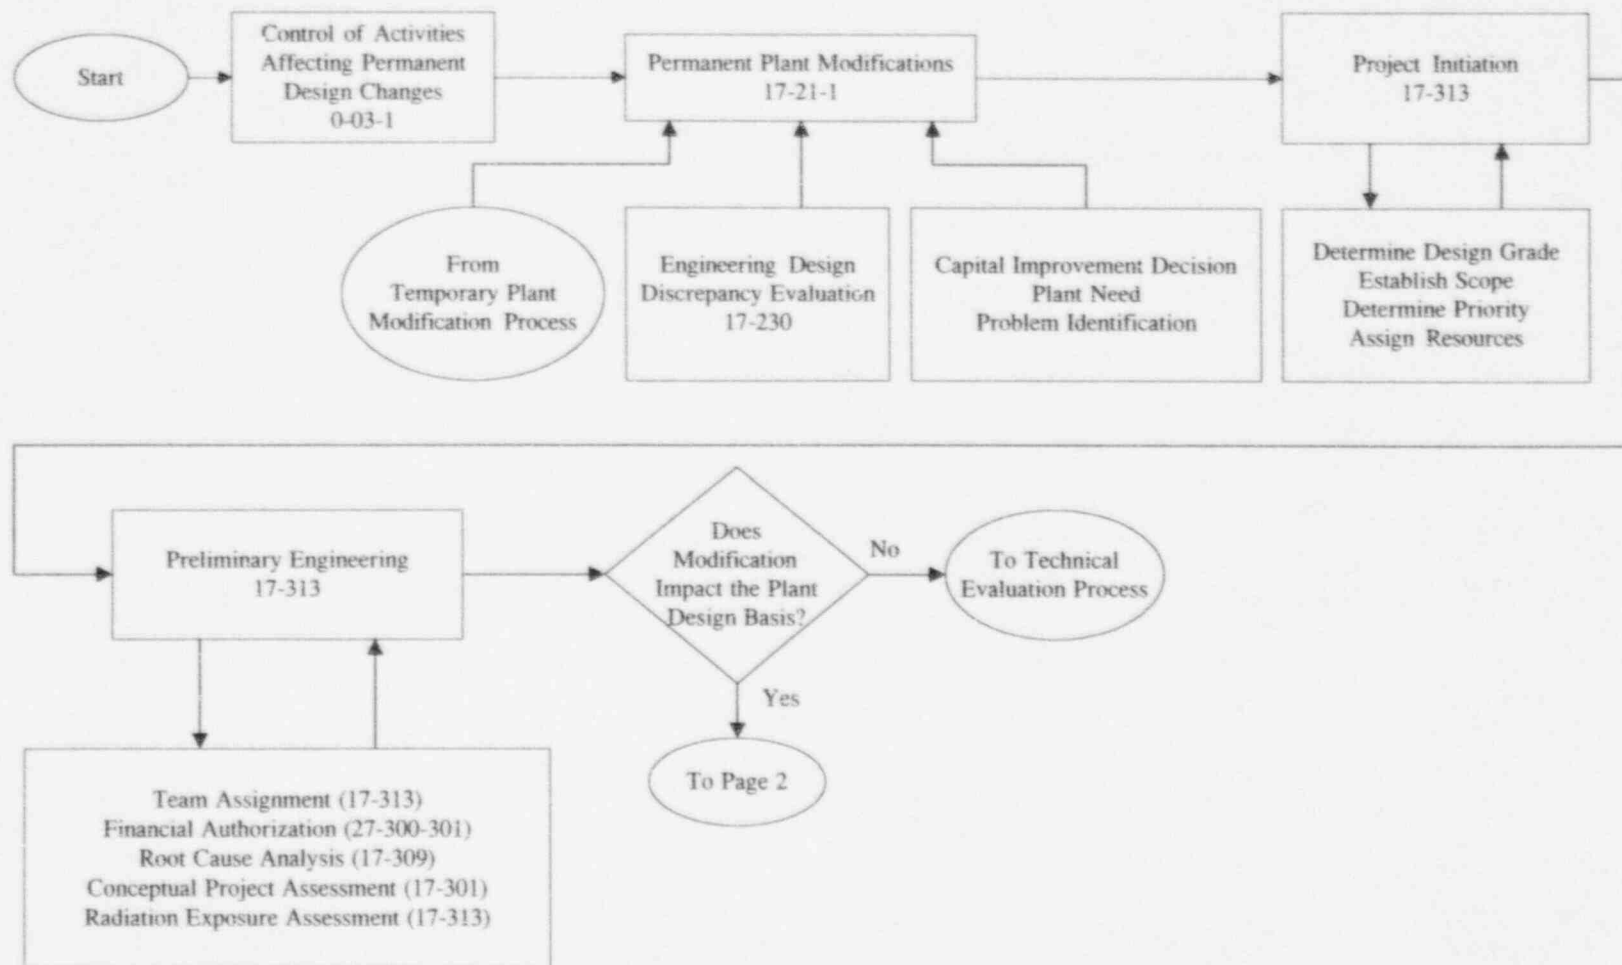 Start
Control of Activities
Affecting Permanent
Design Changes
0-03-1
Permanent Plant Modifications
17-21-1
Project Initiation
17-313
From
Temporary Plant
Modification Process
Engineering Design
Discrepancy Evaluation
17-230
Capital Improvement Decision
Plant Need
Problem Identification
Determine Design Grade
Establish Scope
Determine Priority
Assign Resources
Preliminary Engineering
17-313
Does
Modification
Impact the Plant
Design Basis?
No
To Technical
Evaluation Process
Yes
To Page 2
Team Assignment (17-313)
Financial Authorization (27-300-301)
Root Cause Analysis (17-309)
Conceptual Project Assessment (17-301)
Radiation Exposure Assessment (17-313)